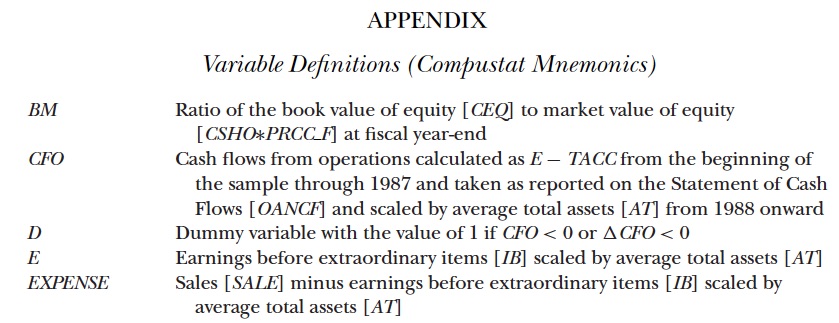 APPENDIX
Variable Definitions (Compustat Mnemonics)
BM Ratio of the book value of equity [CEQ] to market value of equity
[CSHO*PRCC_F] at fiscal year-end
CFO Cash flows from operations calculated as E − TACC from the beginning of
the sample through 1987 and taken as reported on the Statement of Cash
Flows [OANCF] and scaled by average total assets [AT] from 1988 onward
D Dummy variable with the value of 1 if CFO < 0 or ΔCFO < 0
E Earnings before extraordinary items [IB] scaled by average total assets [AT]
EXPENSE Sales [SALE] minus earnings before extraordinary items [IB] scaled by
average total assets [AT]